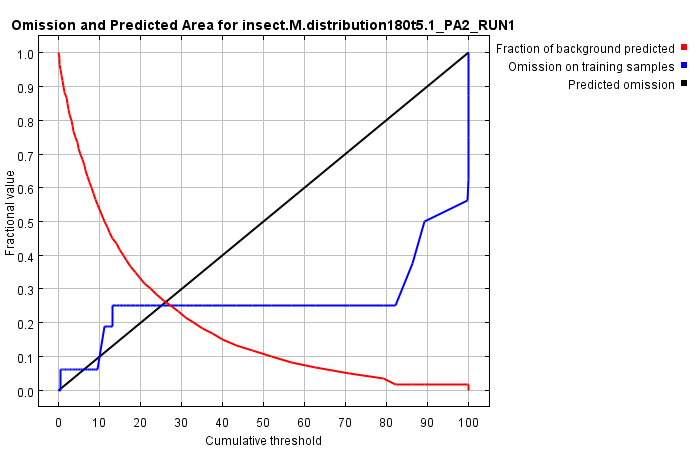 Omission and Predicted Area for insect.M.distribution180t5.1_PA2_RUN1
Fraction of background predicted
Omission on training samples
Predicted omission
Fractional value
1.0
0.9
0.8
0.7
0.6
0.5
0.4
0.3
0.2
0.1
0.0
0 10 20 30 40 50 60 70 80 90 100
Cumulative threshold